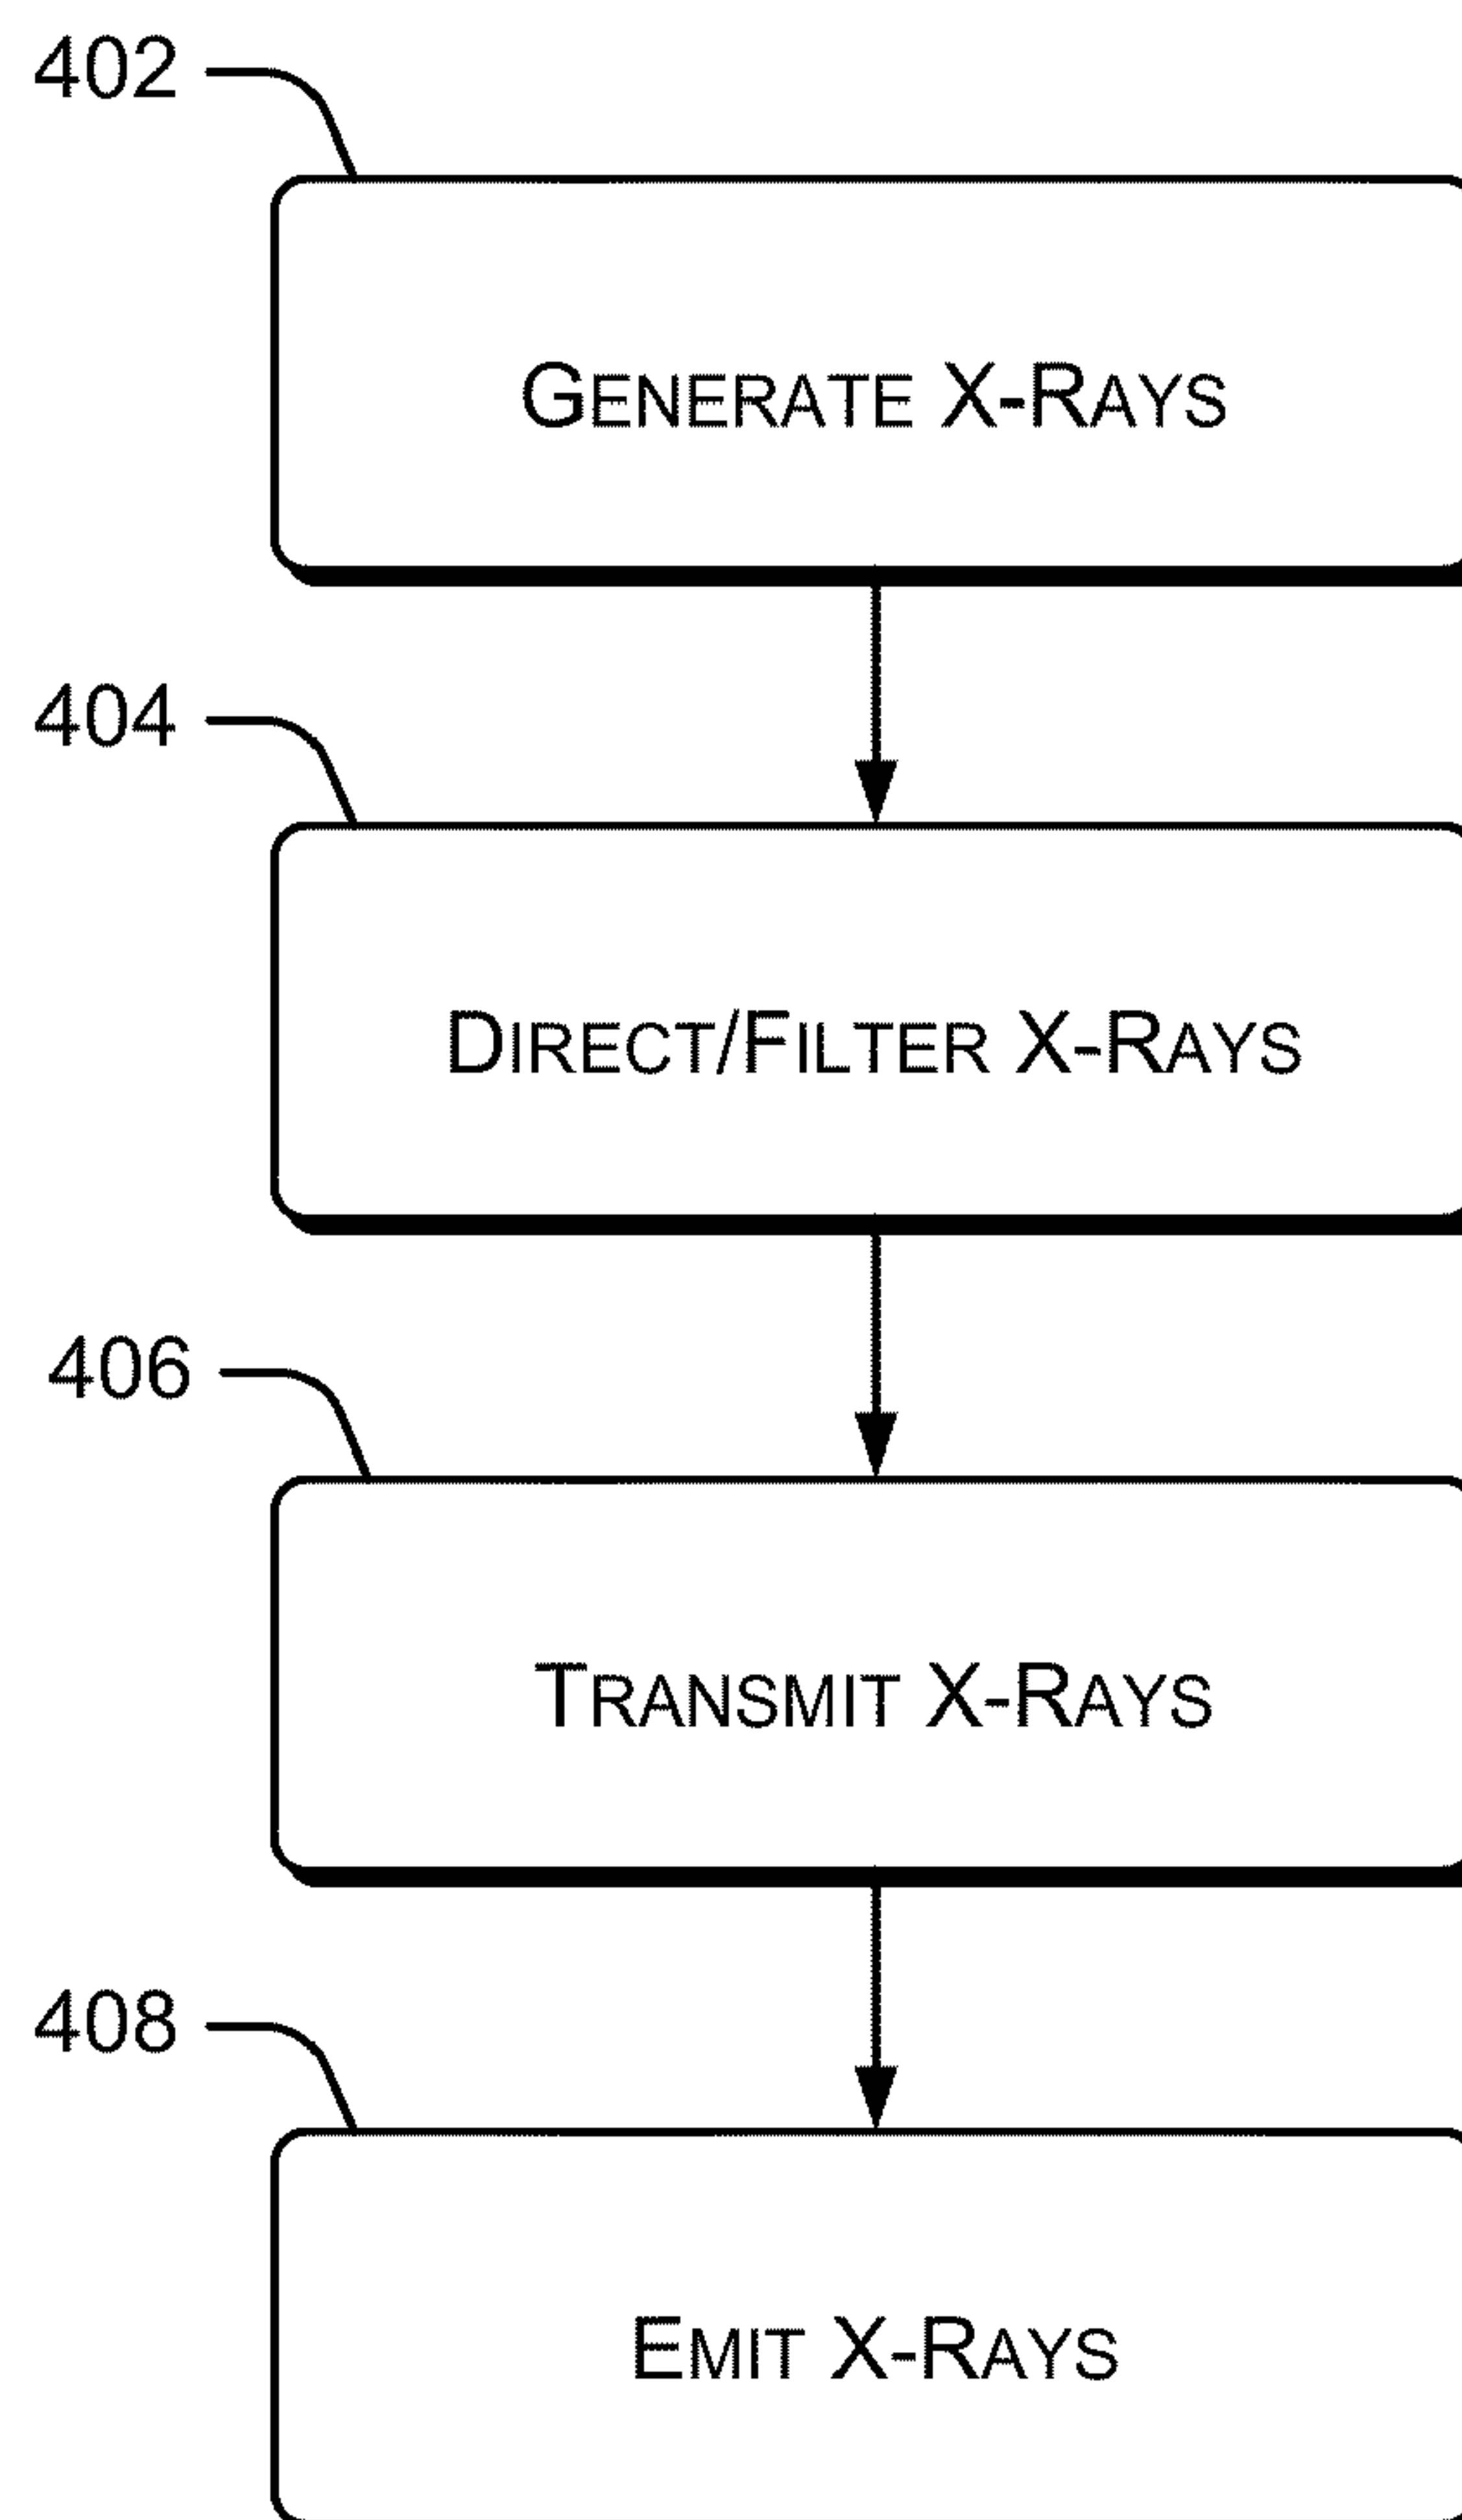 402
GENERATE X-RAYS
404
DIRECT/FILTER X-RAYS
406
TRANSMIT X-RAYS
408
EMIT X-RAYS